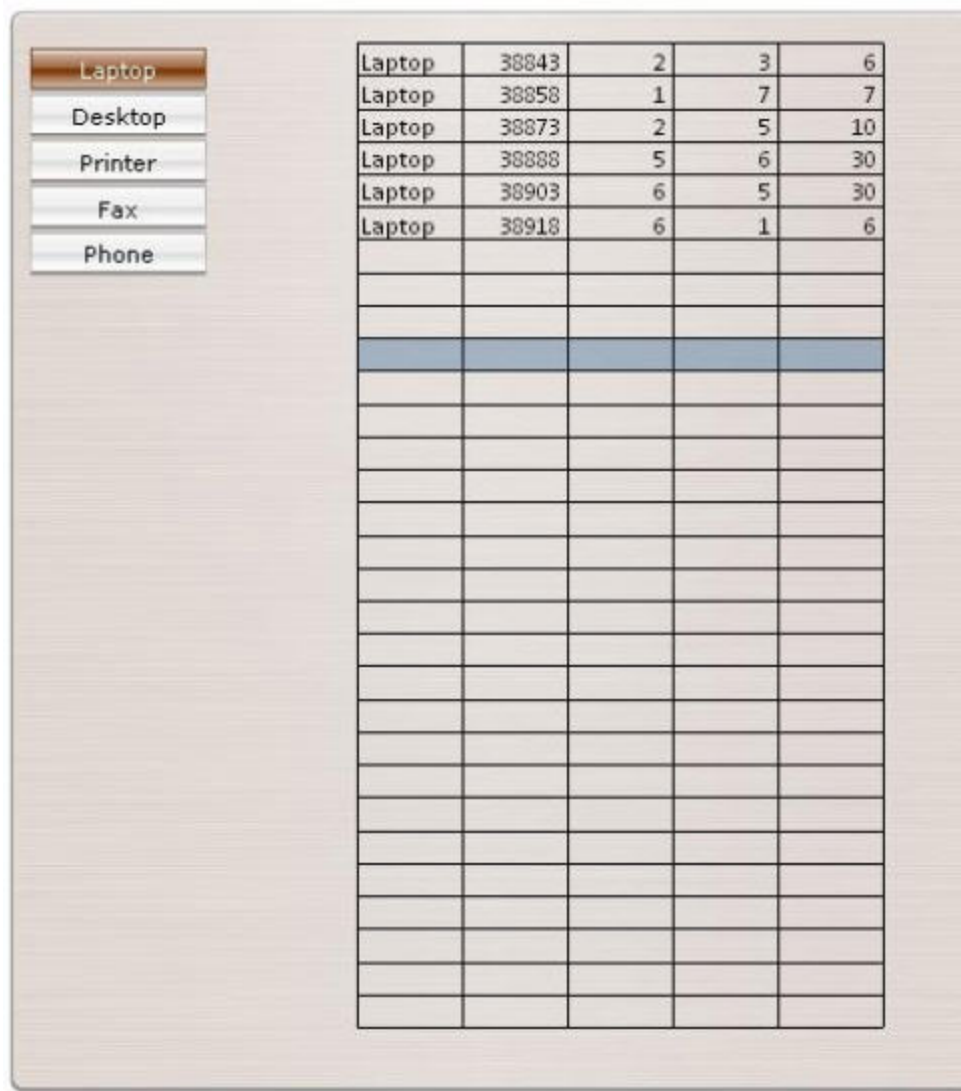 Laptop
Desktop
Printer
Fax
Phone
Laptop 38843 2 3 6
Laptop 38858 1 7 7
Laptop 38873 2 5 10
Laptop 38888 5 6 30
Laptop 38903 6 5 30
Laptop 38918 6 1 6